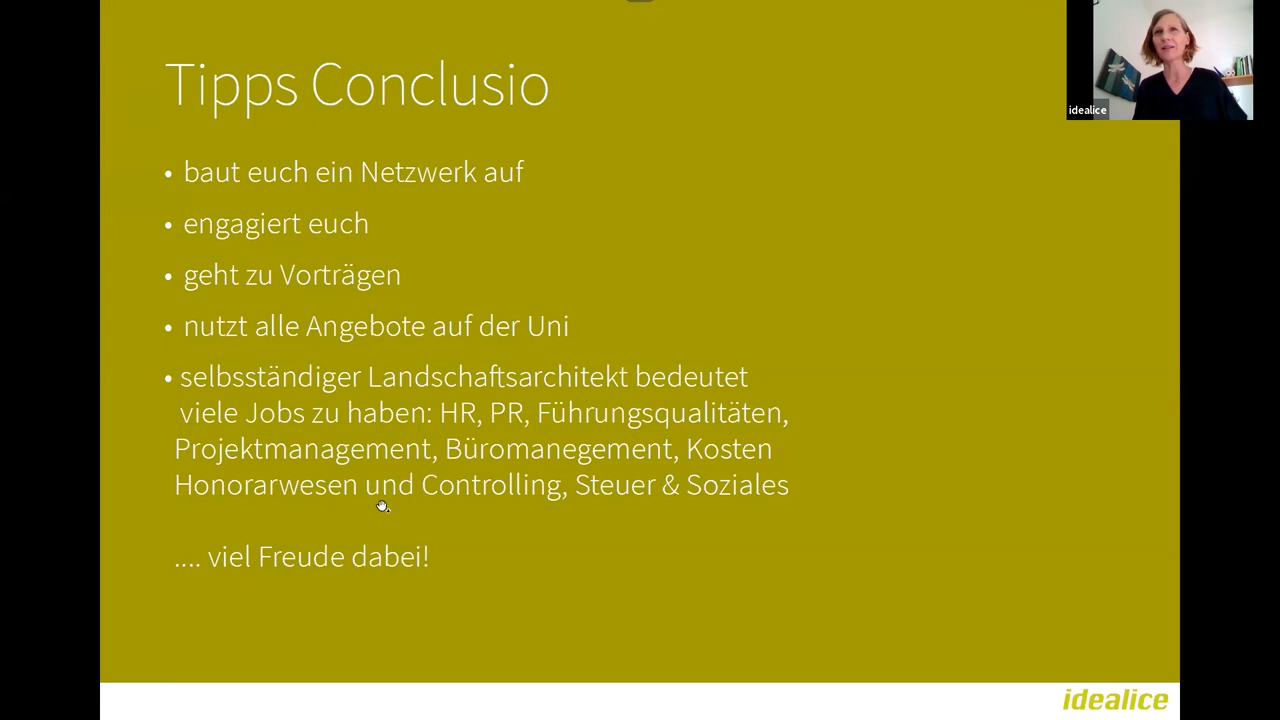 Tipps Conclusio
idealice
• baut euch ein Netzwerk auf
• engagiert euch
• geht zu Vorträgen
• nutzt alle Angebote auf der Uni
• selbsständiger Landschaftsarchitekt bedeutet
viele Jobs zu haben: HR, PR, Führungsqualitäten,
Projektmanagement, Büromanegement, Kosten
Honorarwesen und Controlling, Steuer & Soziales
.... viel Freude dabei!
idealice